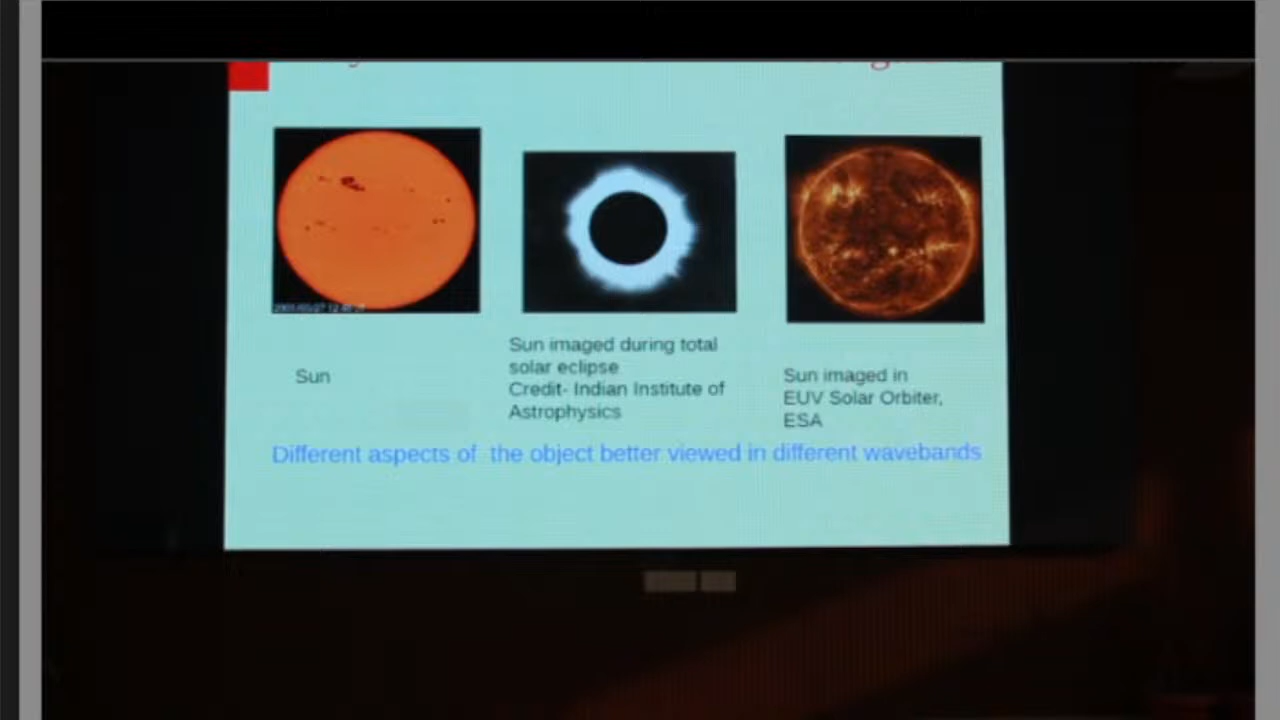 Sun
Sun imaged during total
solar eclipse
Credit- Indian Institute of
Astrophysics
Sun imaged in
EUV Solar Orbiter,
ESA
Different aspects of the object better viewed in different wavebands